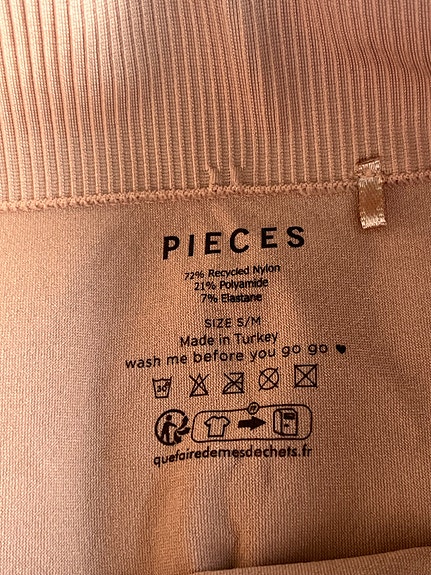 PIECES
72% Recycled Nylon
21% Polyamide
7% Elastane
SIZE S/M
Made in Turkey
wash me before you go go
30
quefairedemesdechets.fr